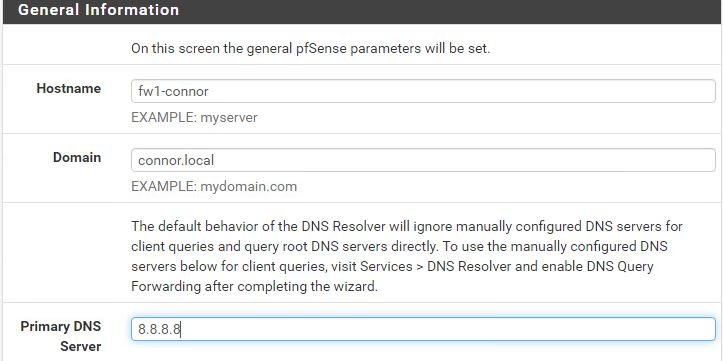 General Information
On this screen the general pfSense parameters will be set.
Hostname
fw1-connor
EXAMPLE: myserver
Domain
connor.local
EXAMPLE: mydomain.com
The default behavior of the DNS Resolver will ignore manually configured DNS servers for
client queries and query root DNS servers directly. To use the manually configured DNS
servers below for client queries, visit Services > DNS Resolver and enable DNS Query
Forwarding after completing the wizard.
Primary DNS
Server
8.8.8.8